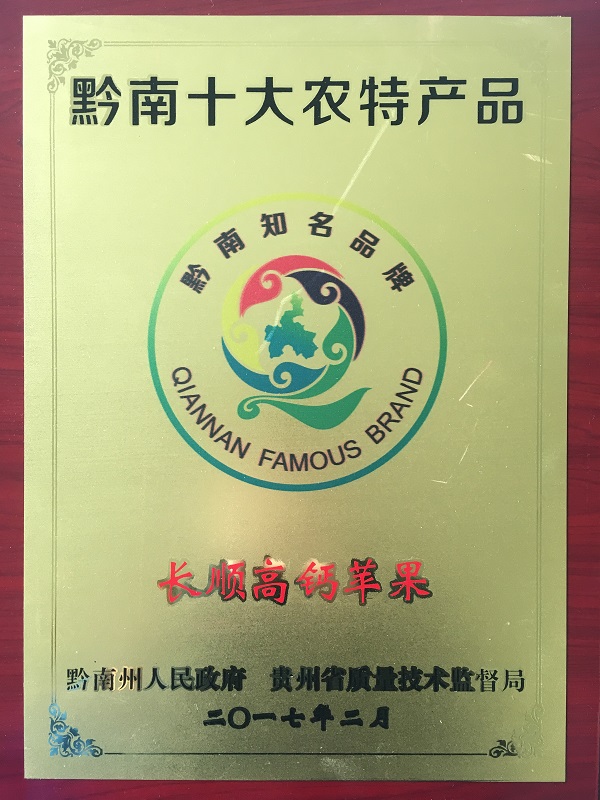 黔南十大农特产品
黔南知名品牌
QIANNAN FAMOUS BRAND
长顺高钙苹果
黔南州人民政府 贵州省质量技术监督局
二〇一七年二月